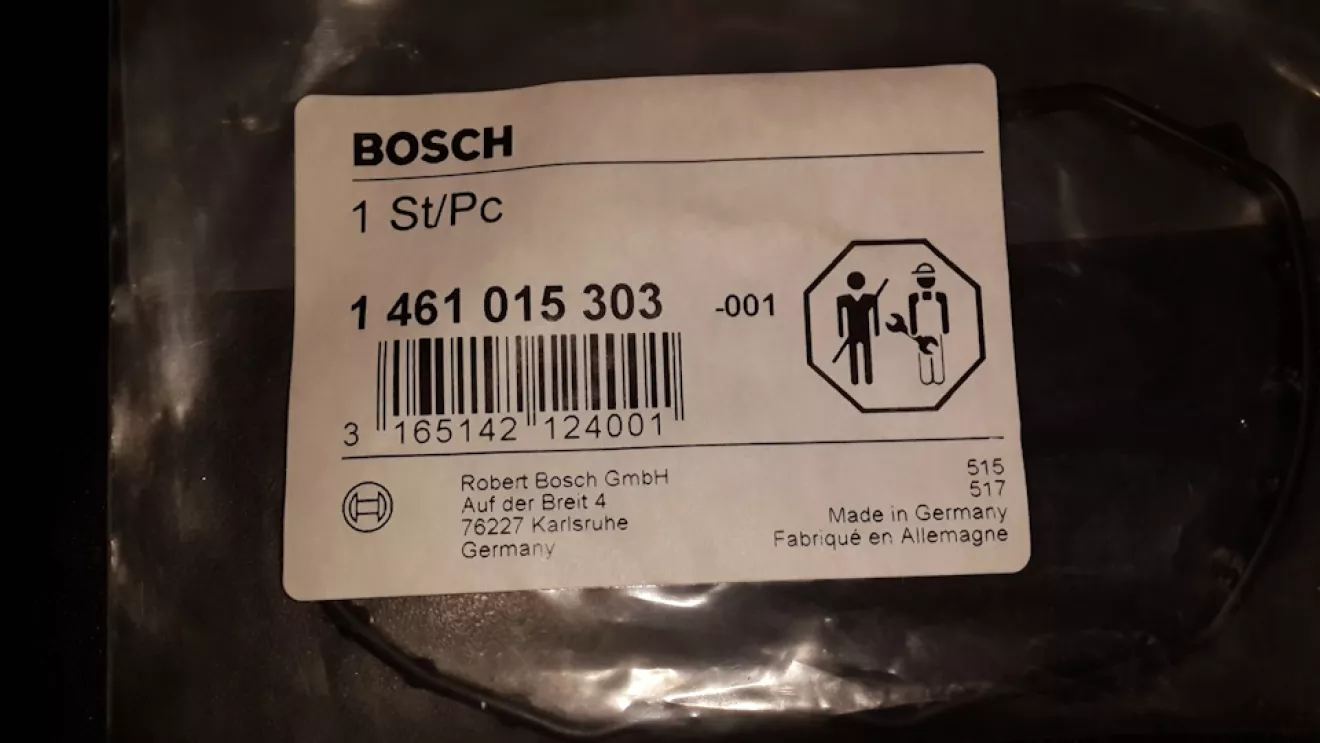 BOSCH
1 St/Pc
1 461 015 303 -001
3 165142 124001
Robert Bosch GmbH
Auf der Breit 4
76227 Karlsruhe
Germany
515
517
Made in Germany
Fabriqué en Allemagne